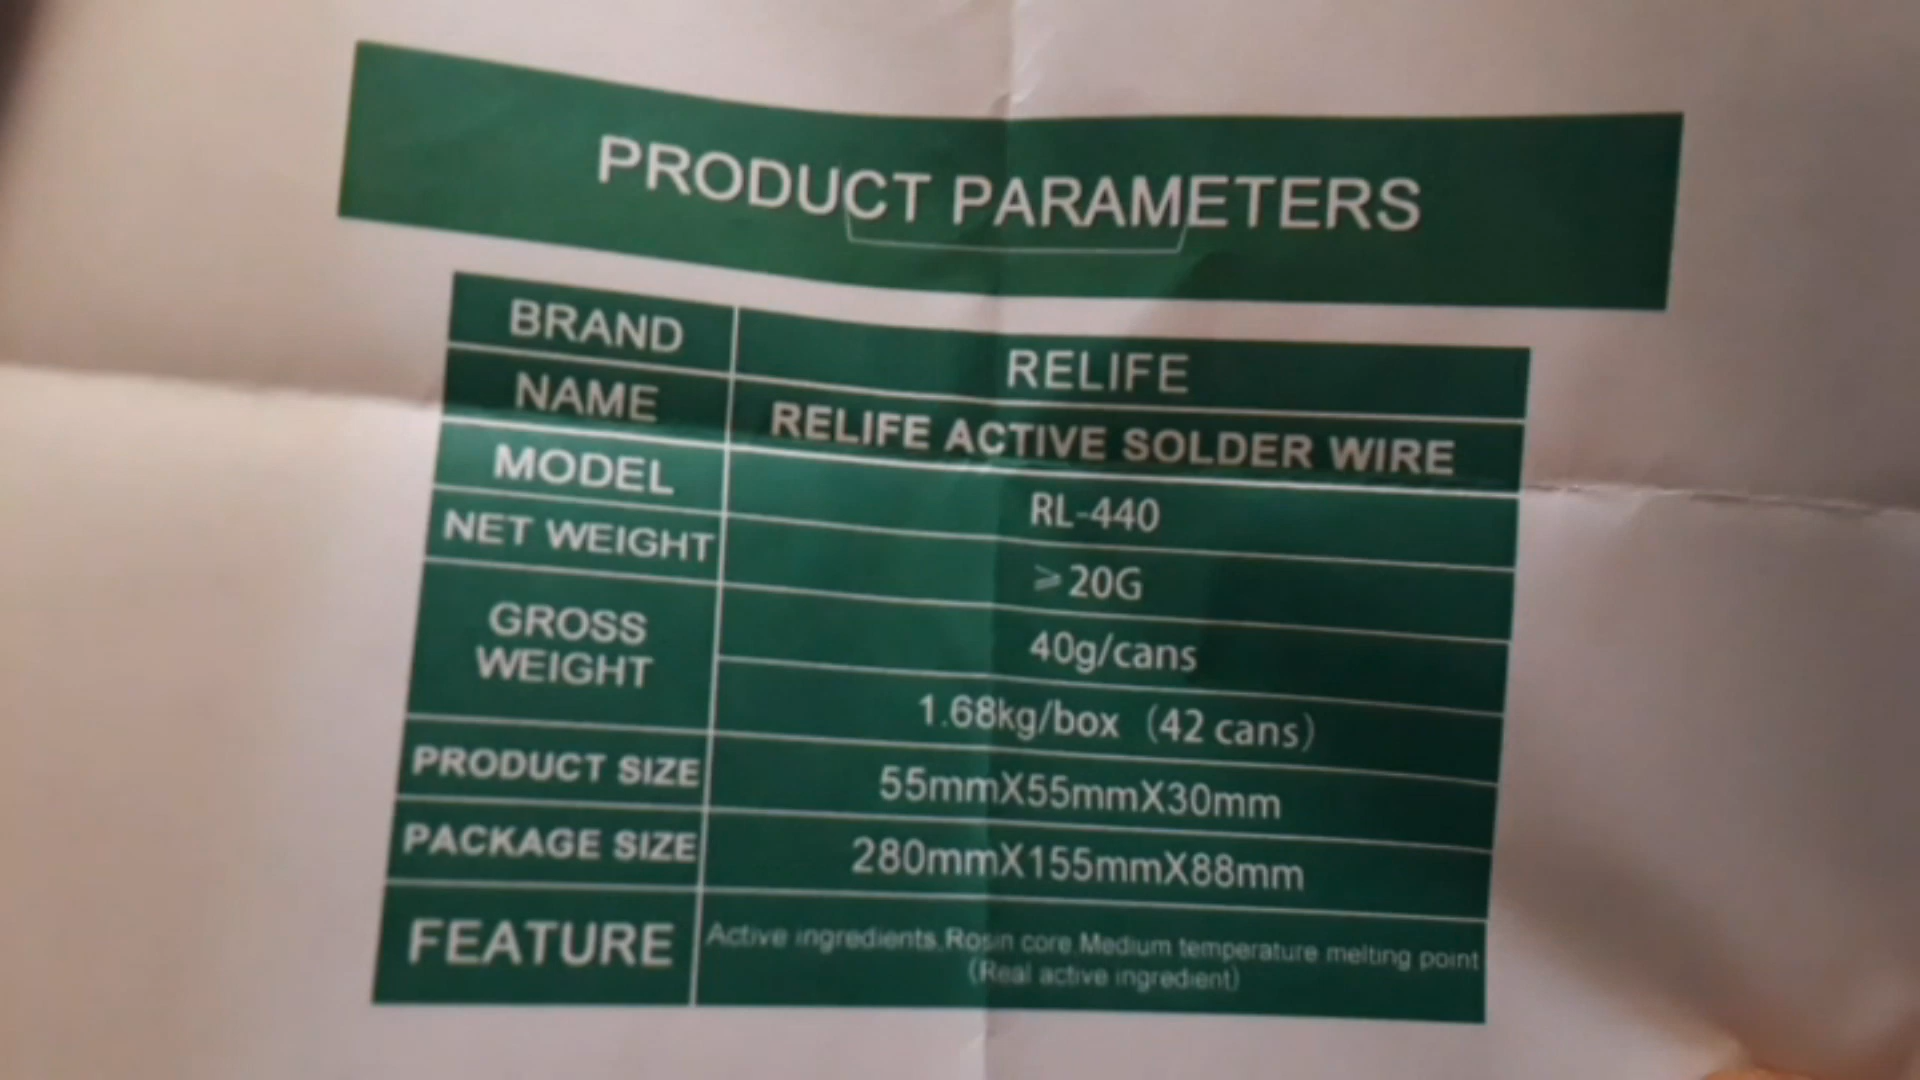 PRODUCT PARAMETERS
BRAND RELIFE
NAME RELIFE ACTIVE SOLDER WIRE
MODEL RL-440
NET WEIGHT ⩾20G
GROSS WEIGHT
40g/cans
1.68kg/box (42 cans)
PRODUCT SIZE 55mmX55mmX30mm
PACKAGE SIZE 280mmX155mmX88mm
FEATURE Active ingredients.Rosin core.Medium temperature melting point
(Real active ingredient)